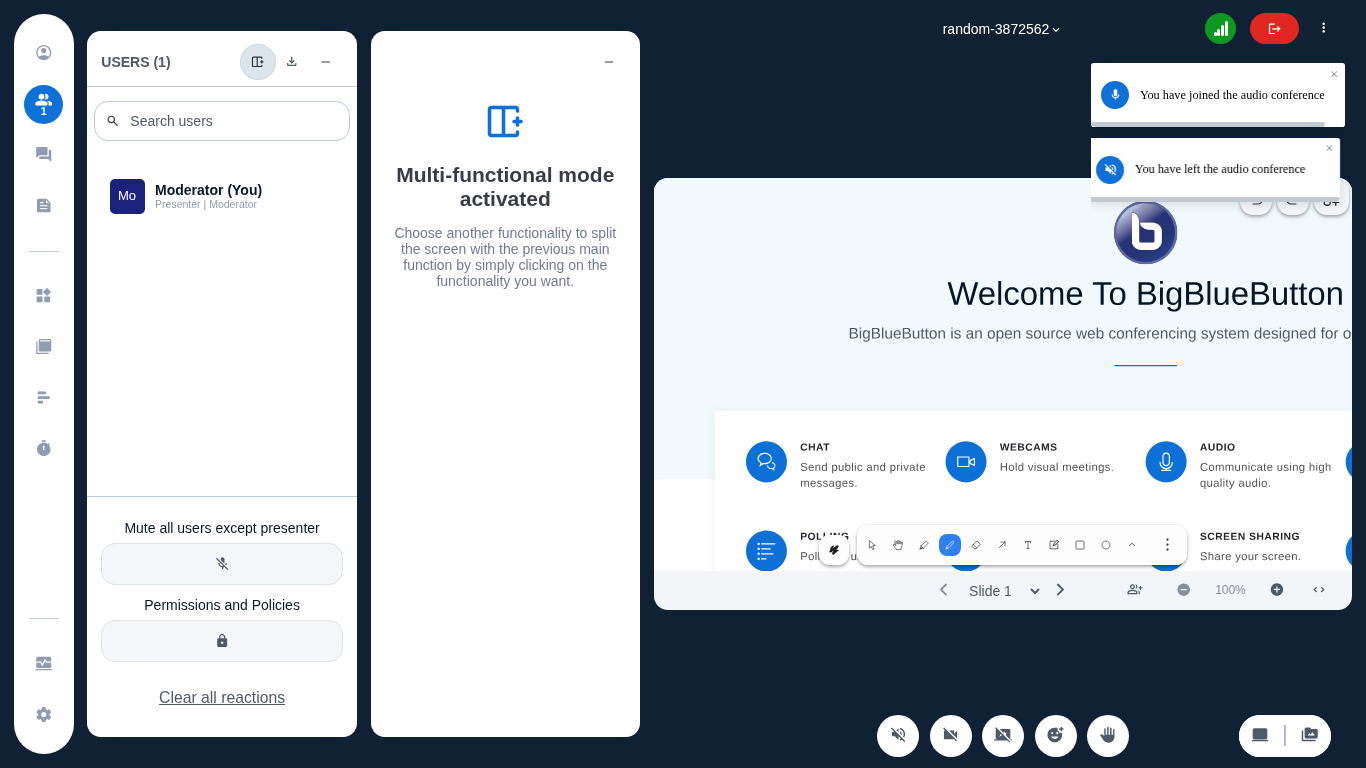 random-3872562
USERS (1)
1
Search users
Mo
Moderator (You)
Presenter | Moderator
Mute all users except presenter
Permissions and Policies
Clear all reactions
Multi-functional mode
activated
Choose another functionality to split
the screen with the previous main
function by simply clicking on the
functionality you want.
You have joined the audio conference
You have left the audio conference
Welcome To BigBlueButton
BigBlueButton is an open source web conferencing system designed for o
CHAT
Send public and private
messages.
WEBCAMS
Hold visual meetings.
AUDIO
Communicate using high
quality audio.
POLLING
SCREEN SHARING
Share your screen.
Slide 1
100%